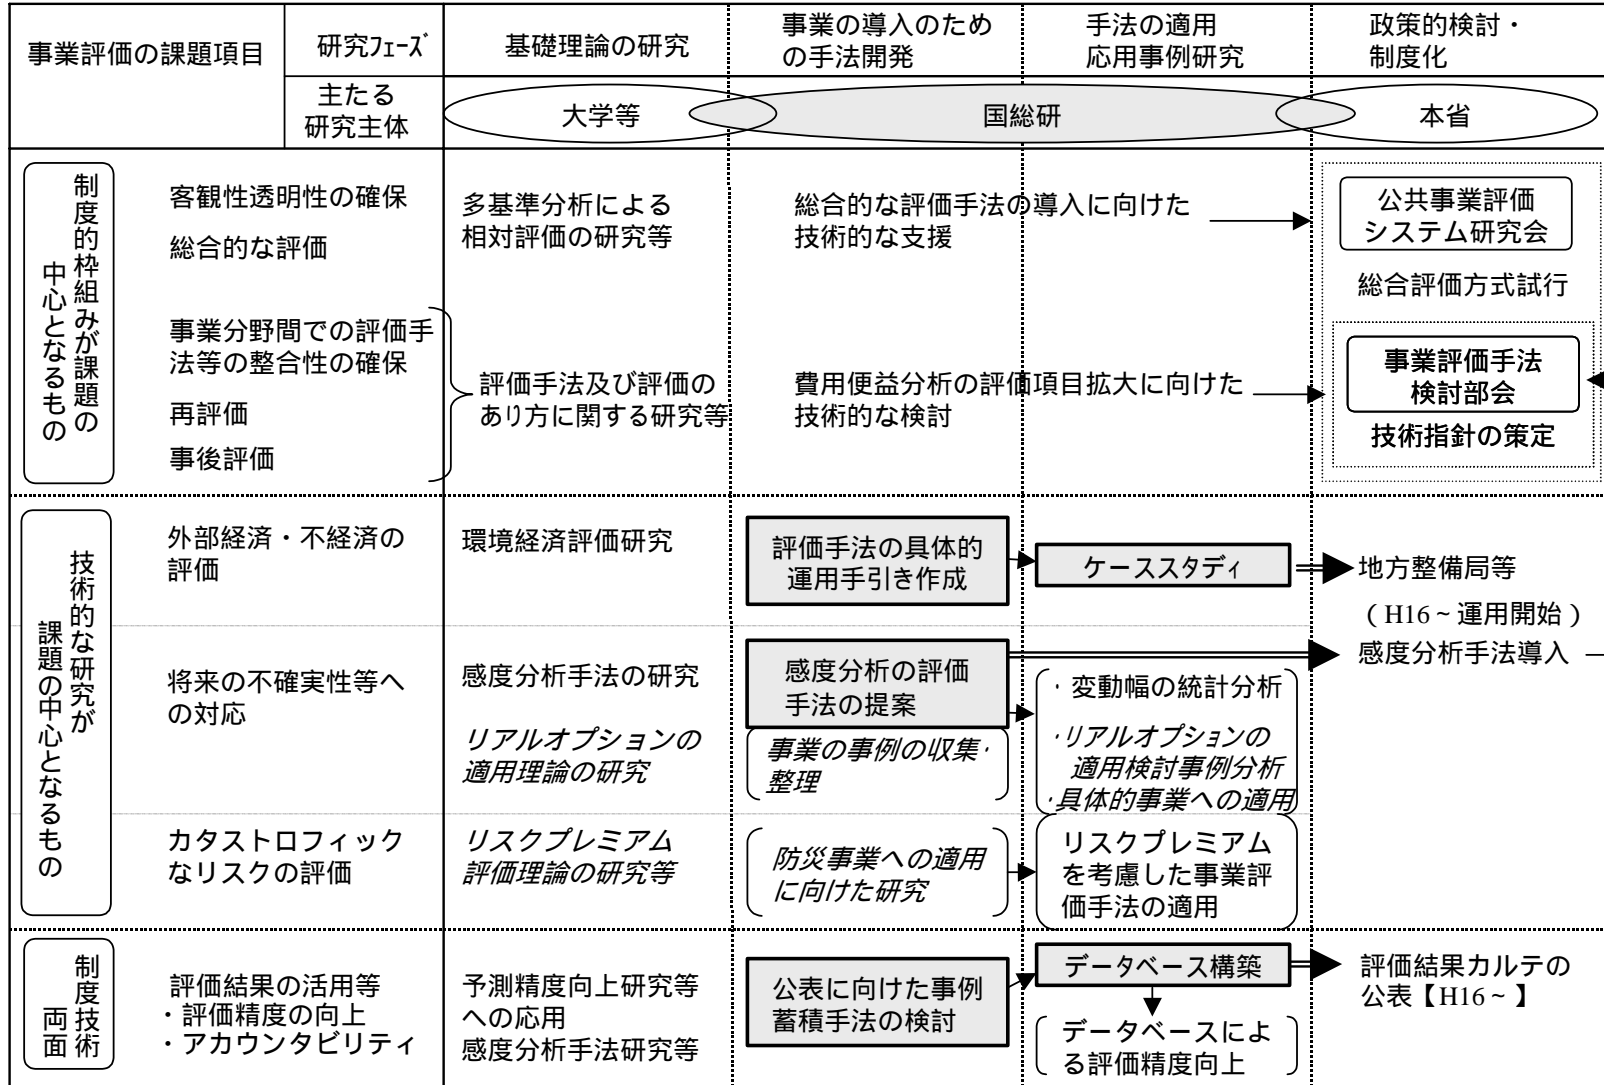 事業評価の課題項目
研究ﾌｪｰｽﾞ
基礎理論の研究
事業の導入のため
の手法開発
手法の適用
応用事例研究
政策的検討・
制度化
主たる
研究主体
大学等
国総研
本省
制度的枠組みが課題の
中心となるもの
客観性透明性の確保
総合的な評価
多基準分析による
相対評価の研究等
総合的な評価手法の導入に向けた
技術的な支援
公共事業評価
システム研究会
総合評価方式試行
事業分野間での評価手
法等の整合性の確保
再評価
事後評価
評価手法及び評価の
あり方に関する研究等
費用便益分析の評価項目拡大に向けた
技術的な検討
事業評価手法
検討部会
技術指針の策定
技術的な研究が
課題の中心となるもの
外部経済・不経済の
評価
環境経済評価研究
評価手法の具体的
運用手引き作成
ケーススタディ
地方整備局等
（H16～運用開始）
将来の不確実性等へ
の対応
感度分析手法の研究
リアルオプションの
適用理論の研究
感度分析の評価
手法の提案
事業の事例の収集・
整理
・変動幅の統計分析
・リアルオプションの
適用検討事例分析
・具体的事業への適用
感度分析手法導入
カタストロフィック
なリスクの評価
リスクプレミアム
評価理論の研究等
防災事業への適用
に向けた研究
リスクプレミアム
を考慮した事業評
価手法の適用
制度技術
両面
評価結果の活用等
・評価精度の向上
・アカウンタビリティ
予測精度向上研究等
への応用
感度分析手法研究等
公表に向けた事例
蓄積手法の検討
データベース構築
データベースによ
る評価精度向上
評価結果カルテの
公表【H16～】